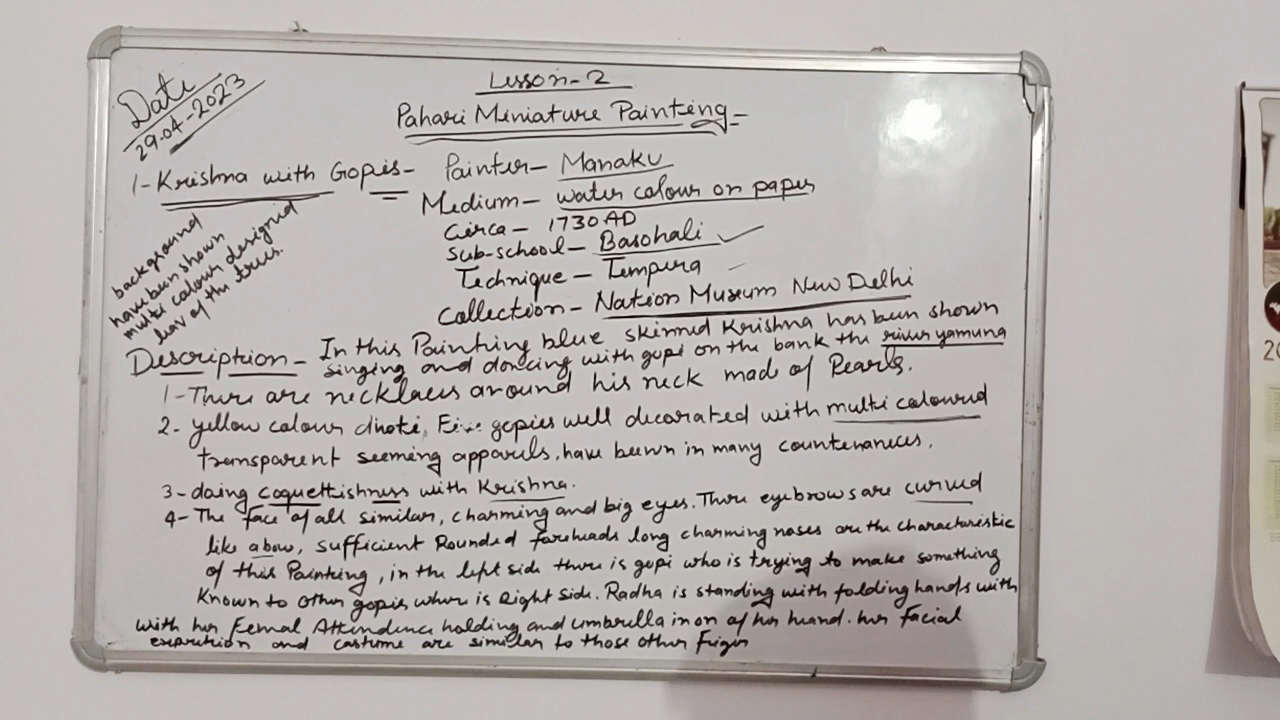 Date
29-04-2023
Lesson-2
Pahari Miniature Painting-
1-Krishna with Gopis- Painter- Manaku
Medium- water colour on paper
Circa- 1730 AD
Sub-school- Basohali
Technique- Tempera
Collection- Nation Museum New Delhi
background
have been shown
multi colour designed
of the trees.
Description- In this Painting blue skinned Krishna has been shown
singing and dancing with gopi on the bank the river yamuna
1-There are necklaces around his neck made of Pearls.
2- yellow colour dhoti, gopies well decorated with multi coloured
transparent seeming apparels, have been in many countenances.
3-doing coquettishness with Krishna.
4- The face of all similar, charming and big eyes. There eyebrows are curved
like a bow, sufficient Rounded foreheads long charming noses are the characteristic
of this Painting, in the left side there is gopi who is trying to make something
Known to other gopis where is Right side. Radha is standing with folding hands with
with her Femal Attendence holding and umbrella in on of her hand. her facial
and costume are similar to those other
20